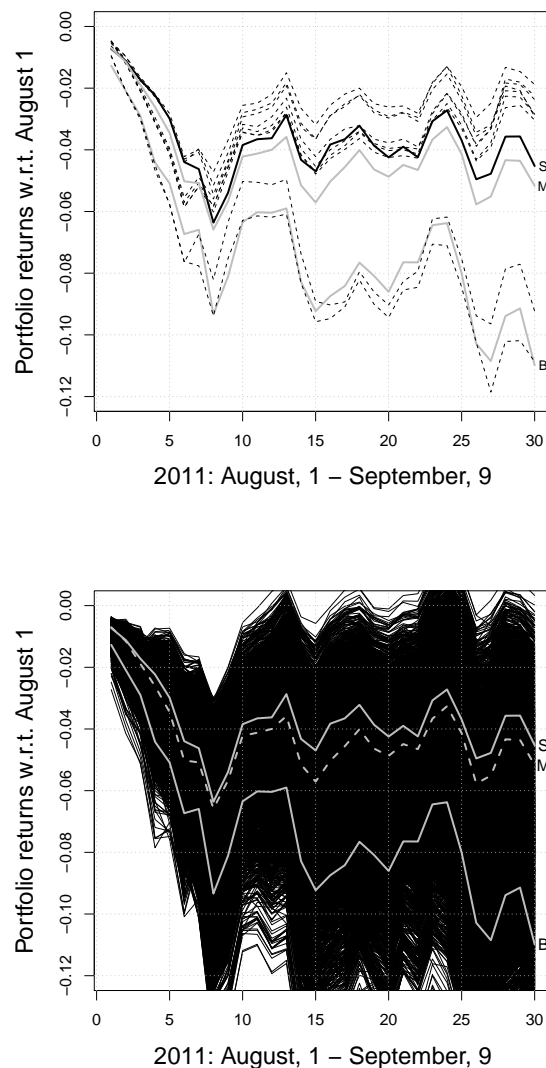 0.00
−0.02
−0.04
−0.06
−0.08
−0.10
−0.12
Portfolio returns w.r.t. August 1
S
M
B
0 5 10 15 20 25 30
2011: August, 1 − September, 9
0.00
−0.02
−0.04
−0.06
−0.08
−0.10
−0.12
Portfolio returns w.r.t. August 1
S
M
B
0 5 10 15 20 25 30
2011: August, 1 − September, 9